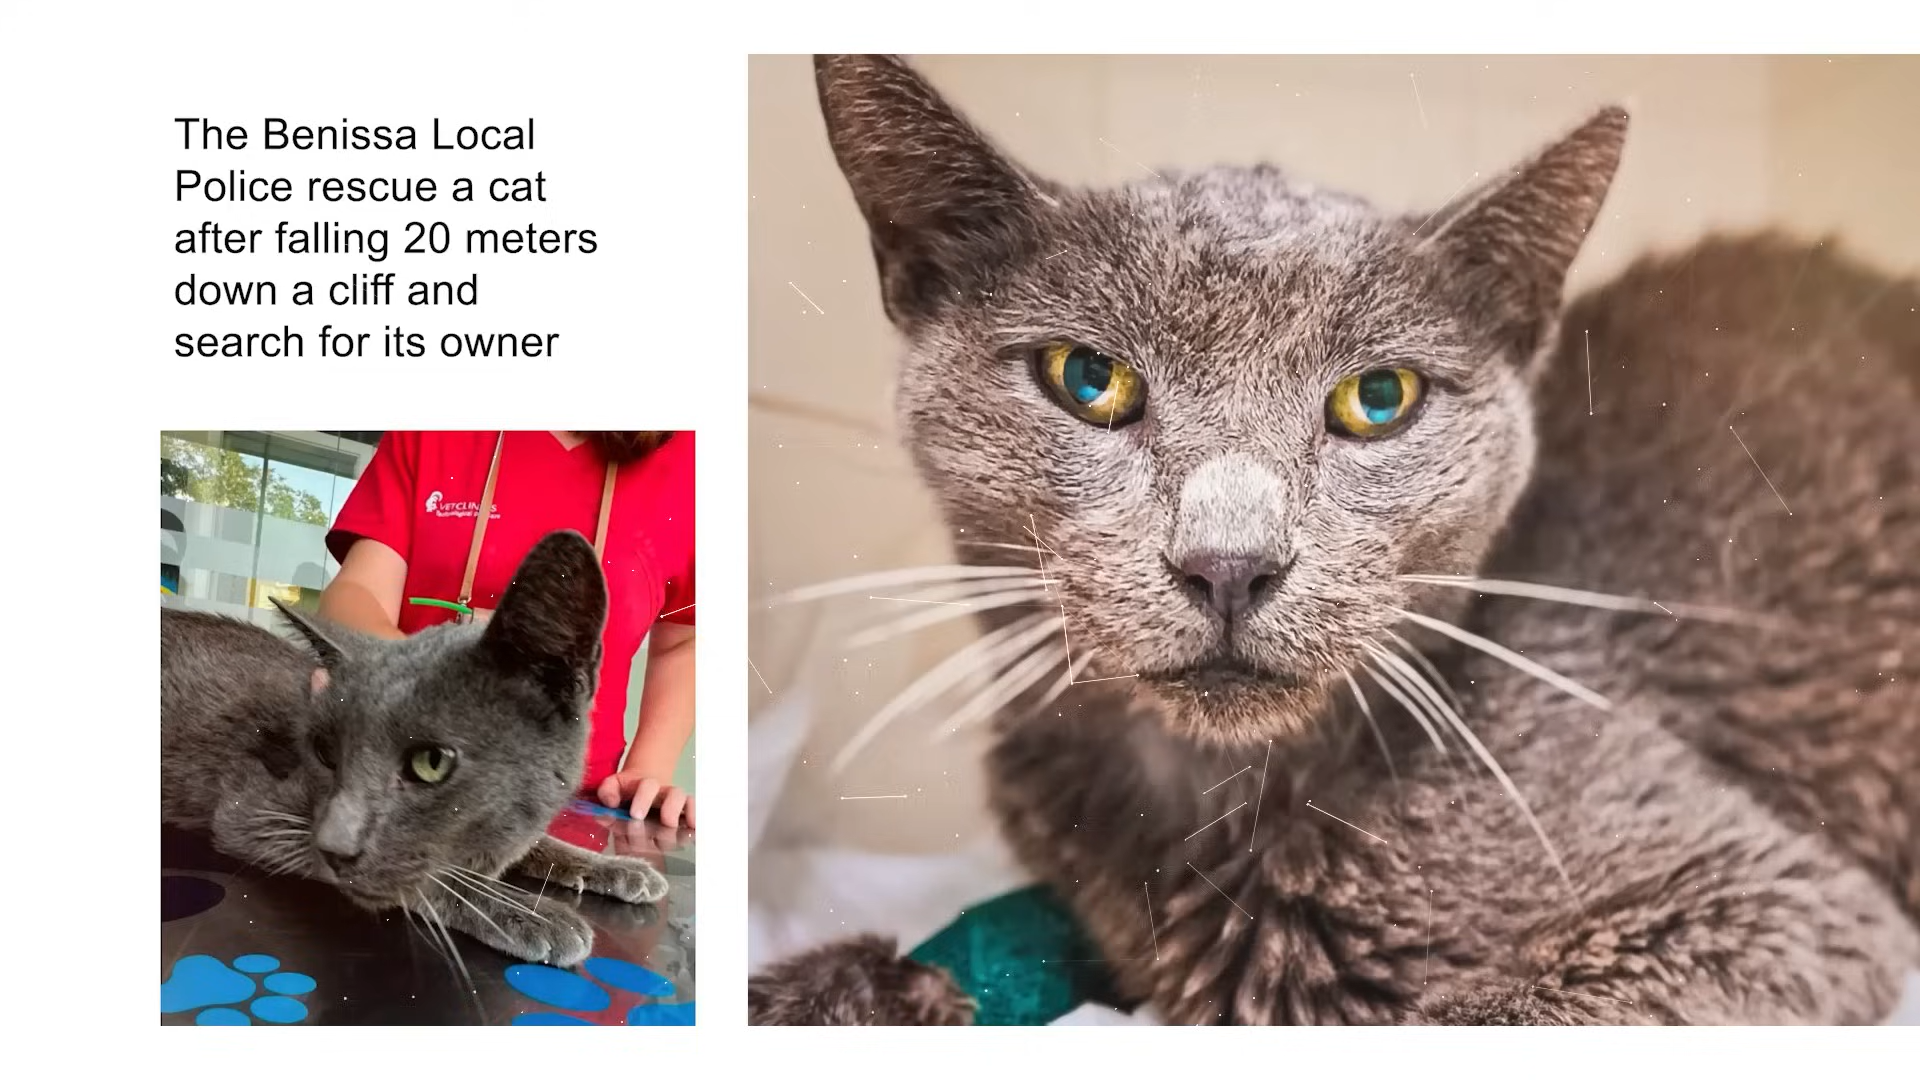 The Benissa Local
Police rescue a cat
after falling 20 meters
down a cliff and
search for its owner